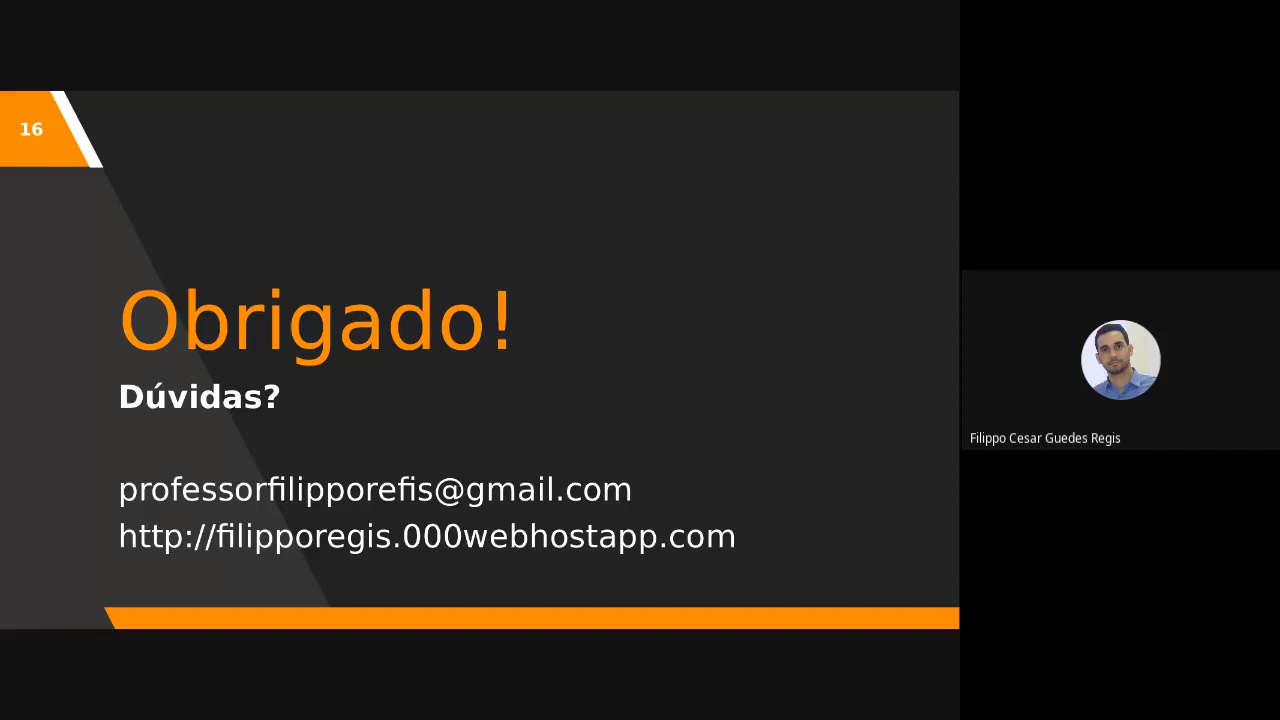 16
Obrigado!
Dúvidas?
professorfilipporefis@gmail.com
http://filipporegis.000webhostapp.com
Filippo Cesar Guedes Regis